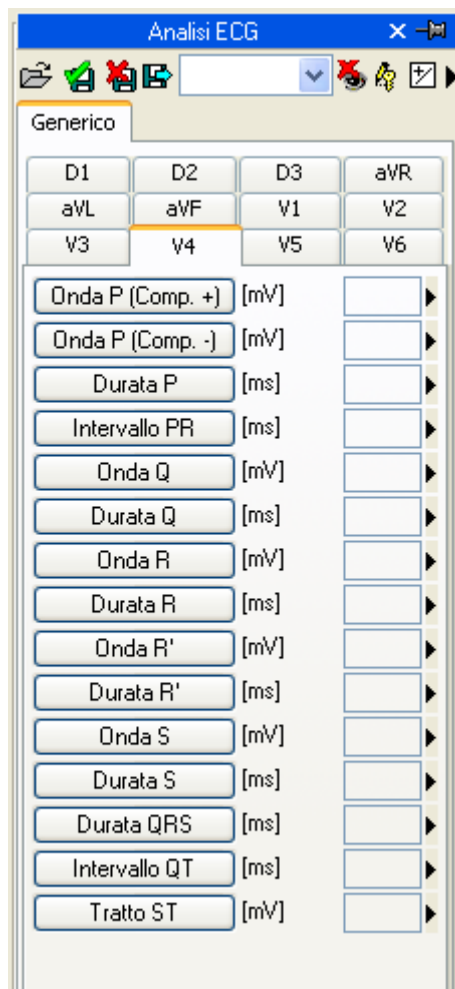 Analisi ECG
Generico
D1 D2 D3 aVR
aVL aVF V1 V2
V3 V4 V5 V6
Onda P (Comp. +) [mV]
Onda P (Comp. -) [mV]
Durata P [ms]
Intervallo PR [ms]
Onda Q [mV]
Durata Q [ms]
Onda R [mV]
Durata R [ms]
Onda R' [mV]
Durata R' [ms]
Onda S [mV]
Durata S [ms]
Durata QRS [ms]
Intervallo QT [ms]
Tratto ST [mV]